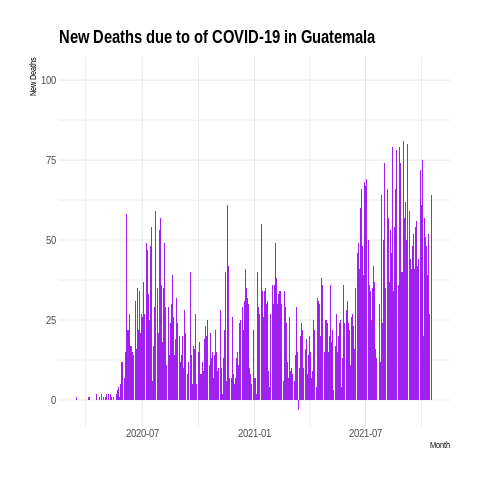 New Deaths due to of COVID-19 in Guatemala
New Deaths
100
75
50
25
0
2020-07
2021-01
2021-07
Month